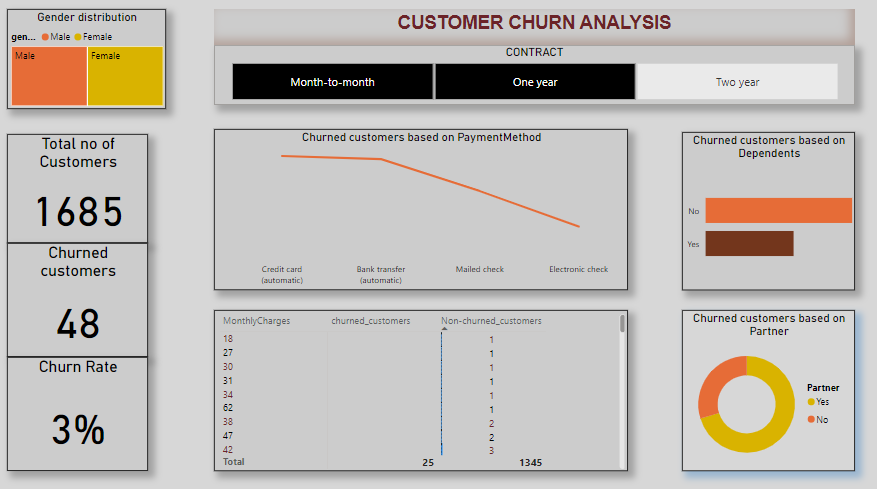 Gender distribution
gen... Male Female
Male
Female
CUSTOMER CHURN ANALYSIS
CONTRACT
Month-to-month
One year
Two year
Total no of
Customers
1685
Churned
customers
48
Churn Rate
3%
Churned customers based on PaymentMethod
Credit card
(automatic)
Bank transfer
(automatic)
Mailed check
Electronic check
Churned customers based on
Dependents
No
Yes
MonthlyCharges churned_customers Non-churned_customers
18 1
27 1
30 1
31 1
34 1
62 1
38 2
47 2
42 3
Total 25 1345
Churned customers based on
Partner
Partner
Yes
No